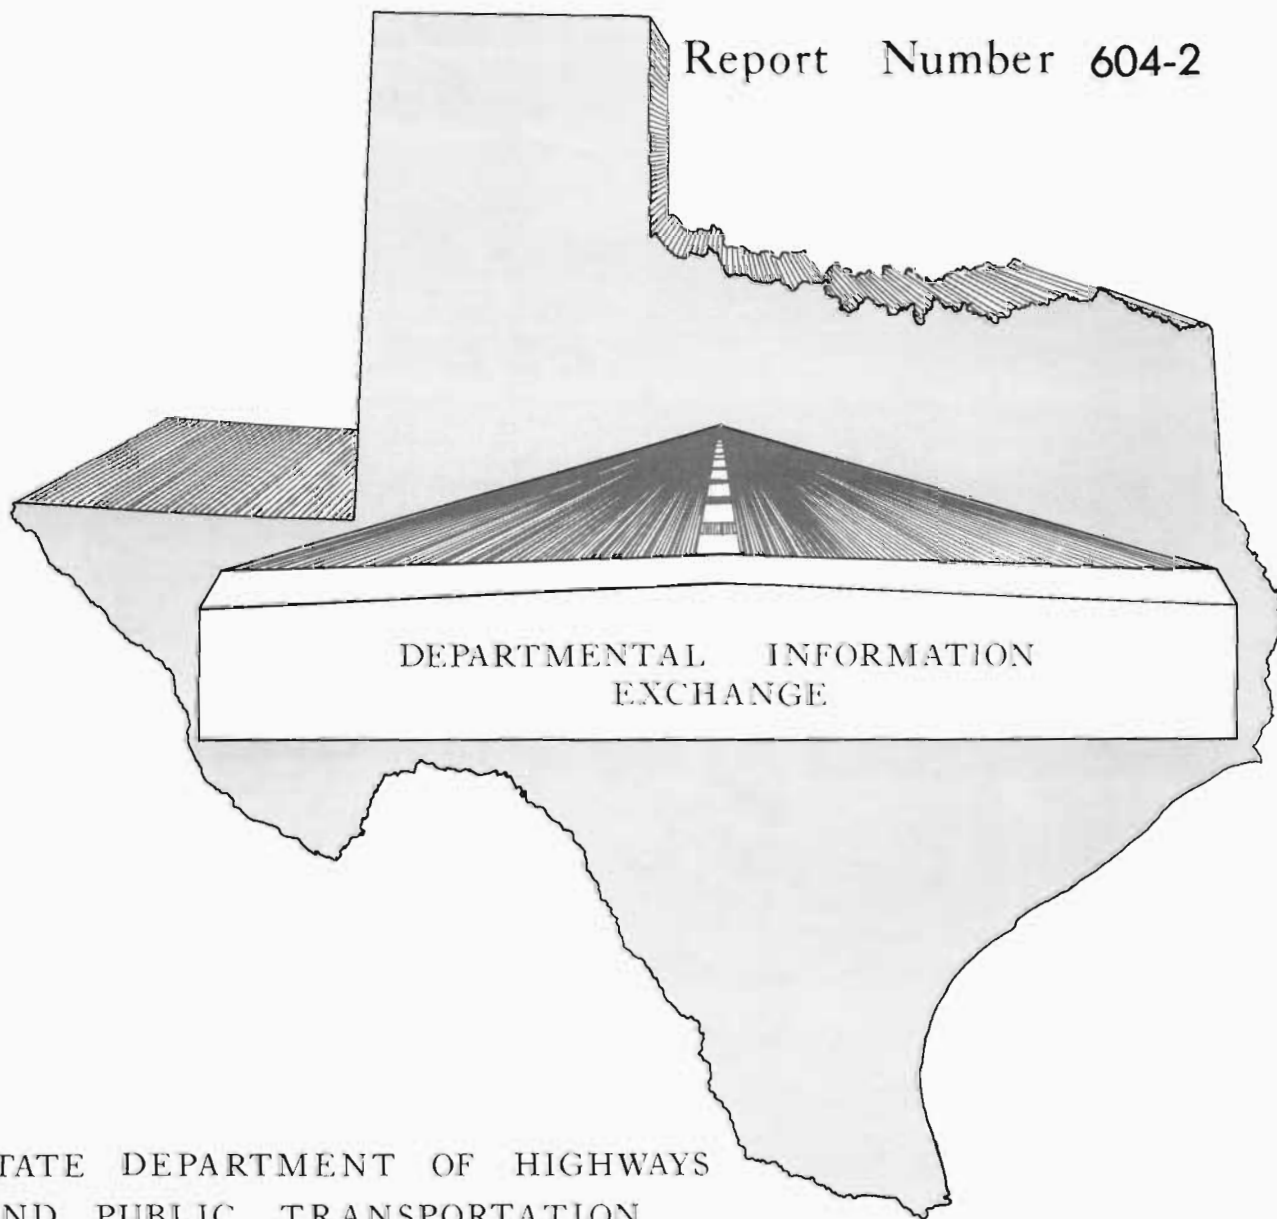 Report Number 604-2
DEPARTMENTAL INFORMATION
EXCHANGE
TATE DEPARTMENT OF HIGHWAYS
ND PUBLIC TRANSPORTATION